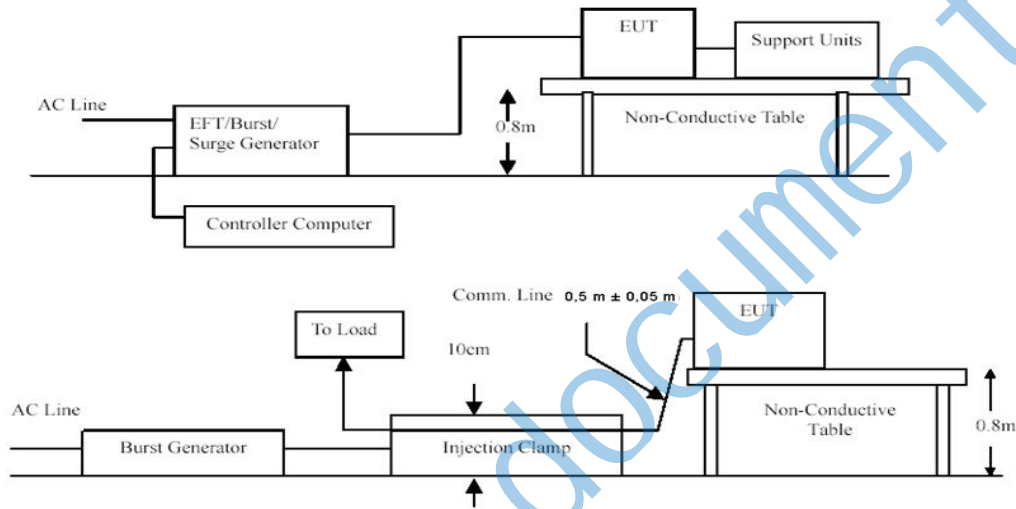 EUT
Support Units
AC Line
EFT/Burst/
Surge Generator
0.8m
Non-Conductive Table
Controller Computer
Comm. Line 0,5 m ± 0,05 m
EUT
To Load
10cm
AC Line
Burst Generator
Injection Clamp
Non-Conductive
Table
0.8m
document